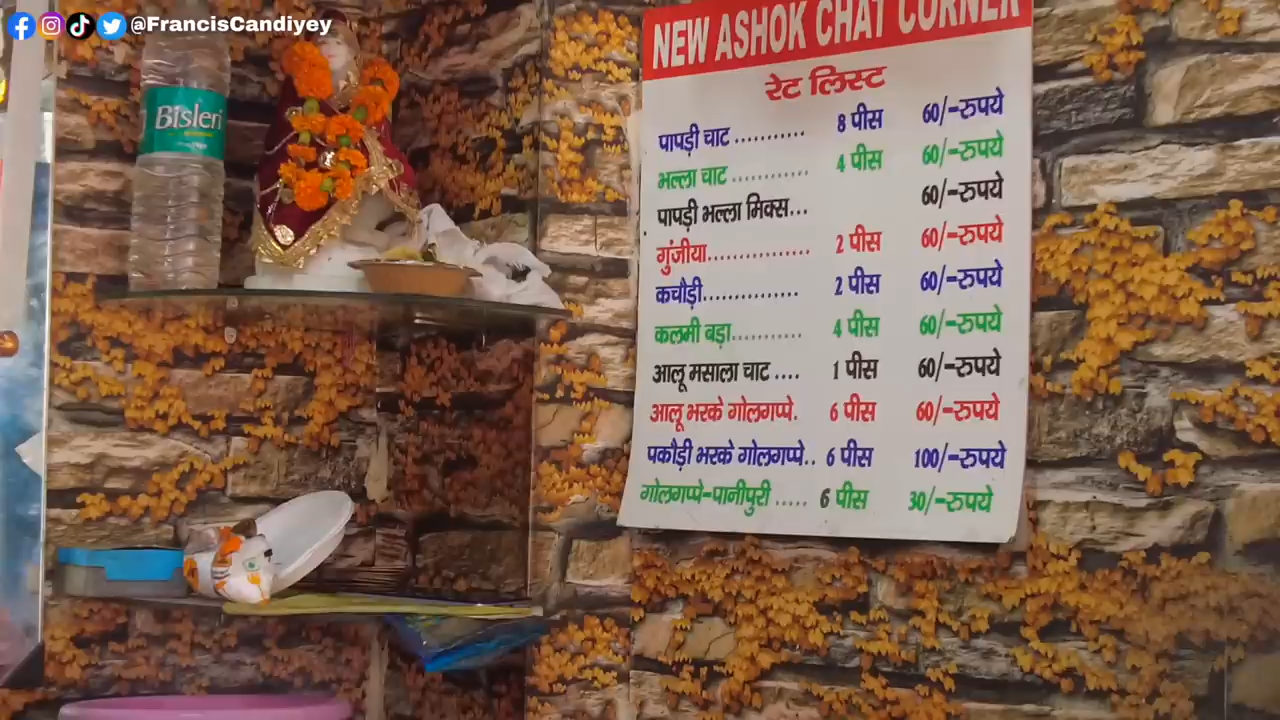 @FrancisCandiyey
Bisleri
NEW ASHOK CHAT CORNER
रेट लिस्ट
पापड़ी चाट ........... 8 पीस 60/-रुपये
भल्ला चाट ............ 4 पीस 60/-रुपये
पापड़ी भल्ला मिक्स... 60/-रुपये
गुंजीया................ 2 पीस 60/-रुपये
कचौड़ी............... 2 पीस 60/-रुपये
कलमी बड़ा........... 4 पीस 60/-रुपये
आलू मसाला चाट .... 1 पीस 60/-रुपये
आलू भरके गोलगप्पे. 6 पीस 60/-रुपये
पकौड़ी भरके गोलगप्पे.. 6 पीस 100/-रुपये
गोलगप्पे-पानीपुरी ..... 6 पीस 30/-रुपये